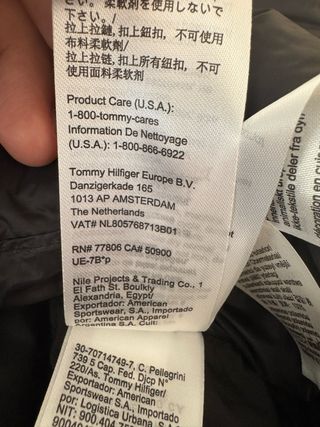 さい。柔軟剤を使用しないで
下さい。/
拉上拉鏈, 扣上鈕扣, 不可使用
布料柔軟劑/
拉上拉链, 扣上所有纽扣, 不可
使用面料柔软剂
Product Care (U.S.A.):
1-800-tommy-cares
Information De Nettoyage
(U.S.A.): 1-800-866-6922
Tommy Hilfiger Europe B.V.
Danzigerkade 165
1013 AP AMSTERDAM
The Netherlands
VAT# NL805768713B01
RN# 77806 CA# 50900
UE-7B*p
Nile Projects & Trading Co., 1
El Fath St. Boulkly
Alexandria, Egypt/
Exportador: American
Sportswear, S.A., Importado
por: American Apparel
Argentina S.A. Cuit:
30-70714749-7, C. Pellegrini
739 5 Cap. Fed. Djcp N°
220/As. Tommy Hilfiger/
Exportador: American
Sportswear S.A., Importado
por: Logistica Urbana, S.A.
NIT: 900.404